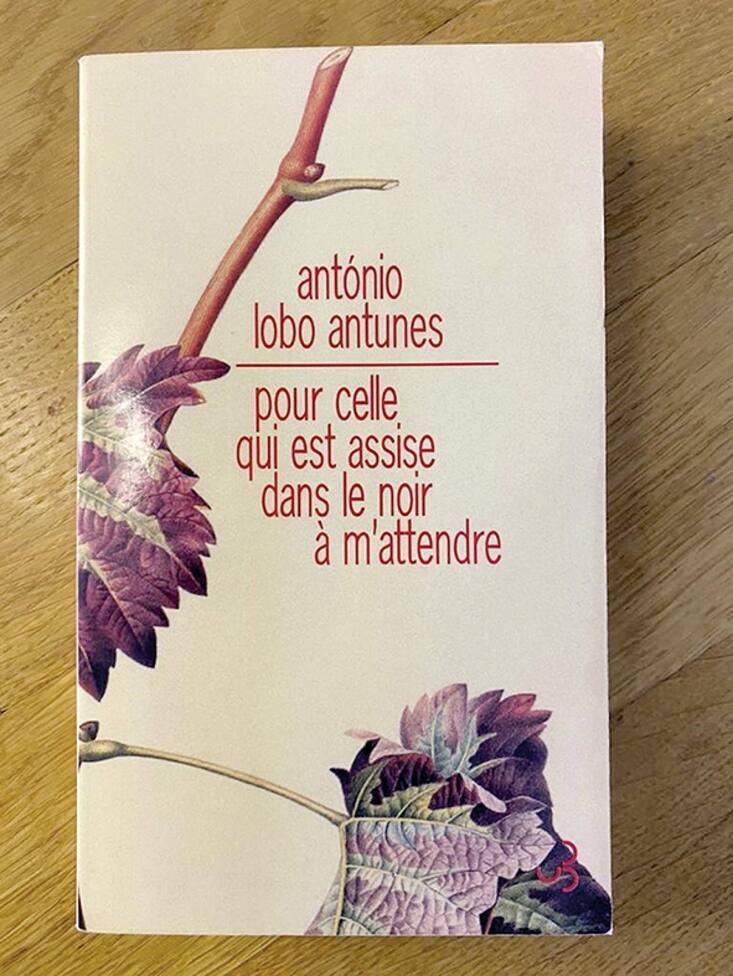 antónio
lobo antunes
pour celle
qui est assise
dans le noir
à m'attendre